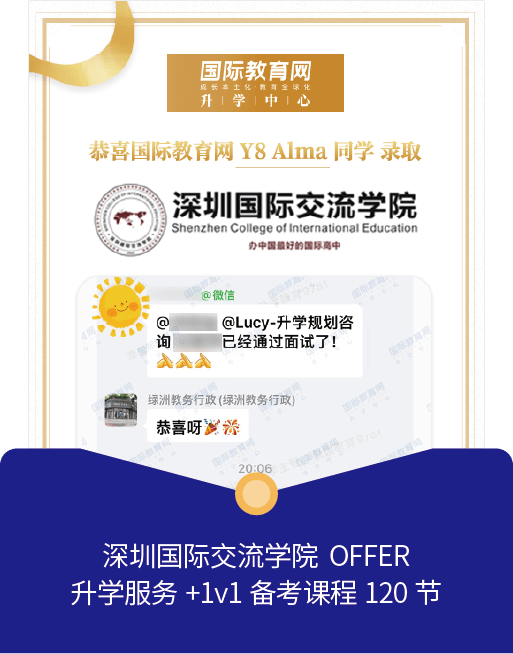 国际教育网
成长本土化·教育全球化
升学中心
恭喜国际教育网 Y8 Alma 同学 录取
深圳国际交流学院
Shenzhen College of International Education
办中国最好的国际高中
@微信
@ @Lucy-升学规划咨
询 已经通过面试了！
绿洲教务行政(绿洲教务行政)
恭喜呀
20:06
深圳国际交流学院 OFFER
升学服务 +1v1 备考课程 120 节